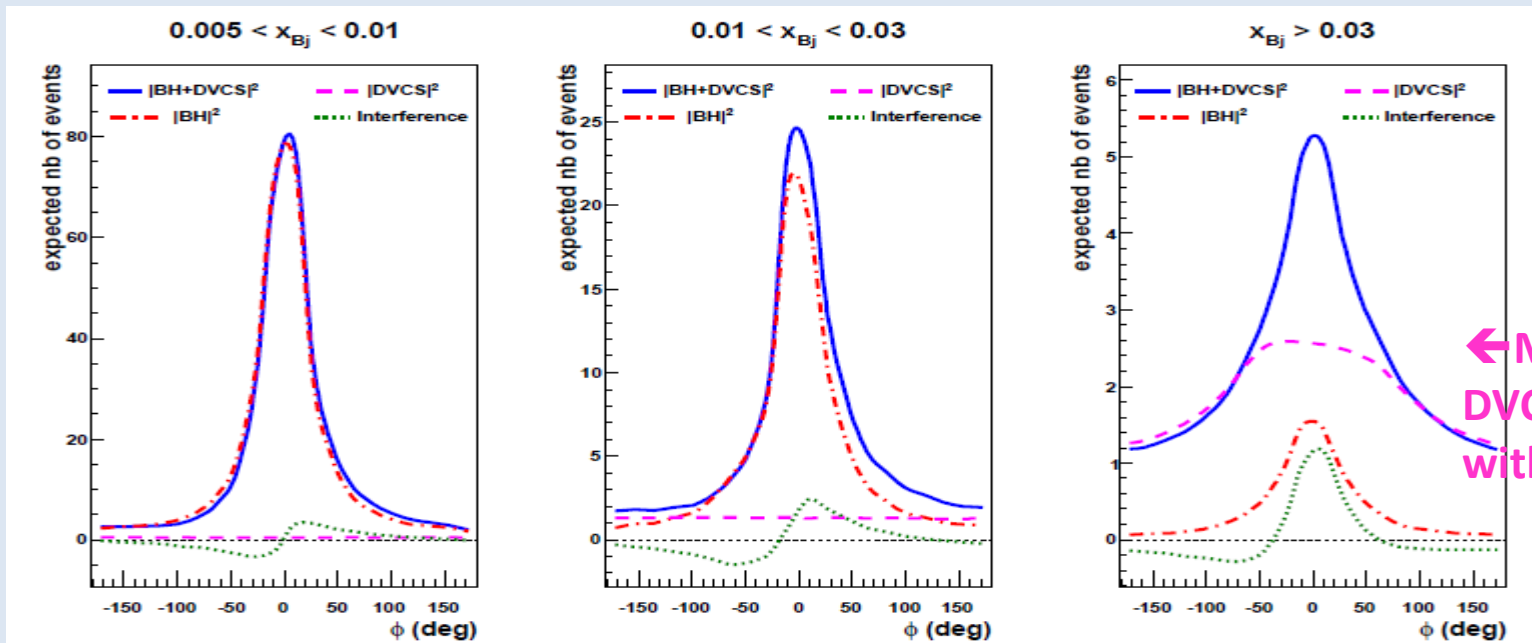 0.005 < xBj < 0.01
expected nb of events
|BH+DVCS|²
|DVCS|²
|BH|²
Interference
80
60
40
20
0
-150 -100 -50 0 50 100 150
ϕ (deg)
0.01 < xBj < 0.03
expected nb of events
|BH+DVCS|²
|DVCS|²
|BH|²
Interference
25
20
15
10
5
0
-150 -100 -50 0 50 100 150
ϕ (deg)
xBj > 0.03
expected nb of events
|BH+DVCS|²
|DVCS|²
|BH|²
Interference
6
5
4
3
2
1
0
-150 -100 -50 0 50 100 150
ϕ (deg)